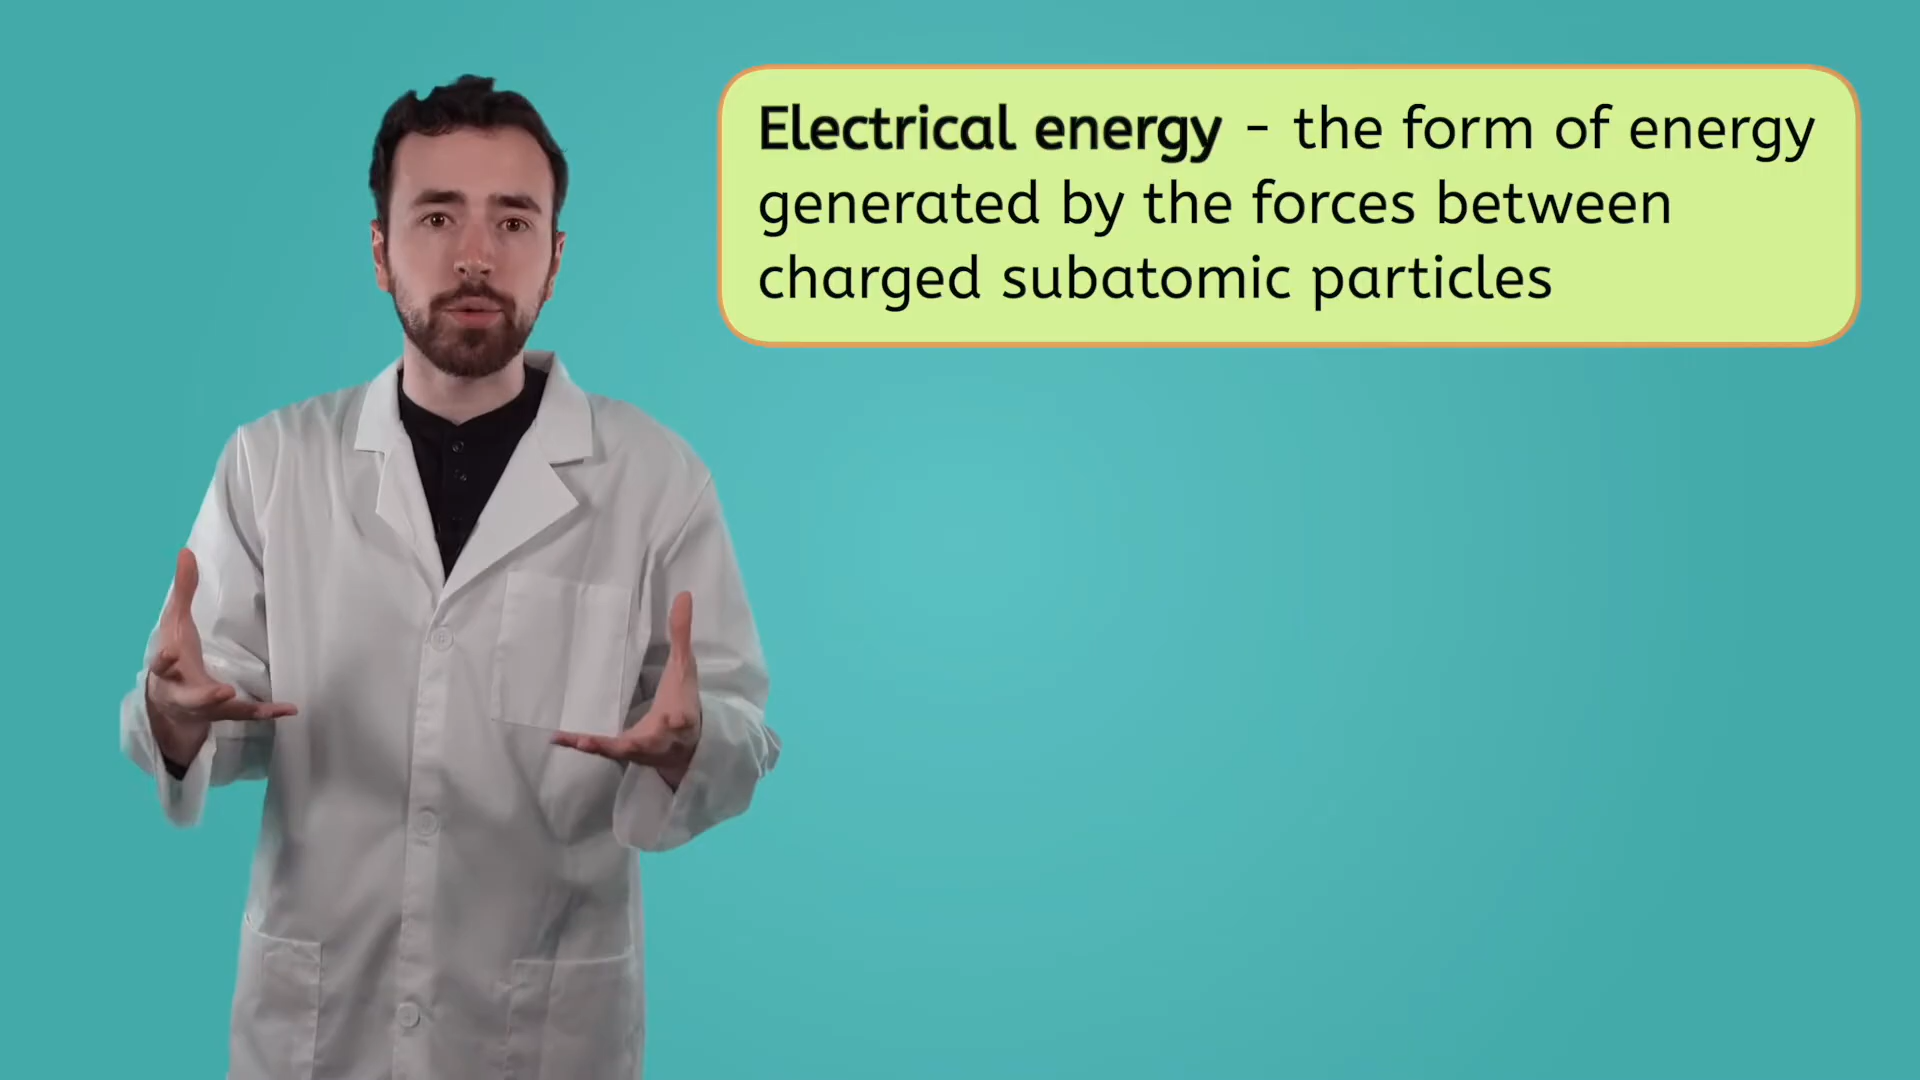 Electrical energy - the form of energy
generated by the forces between
charged subatomic particles